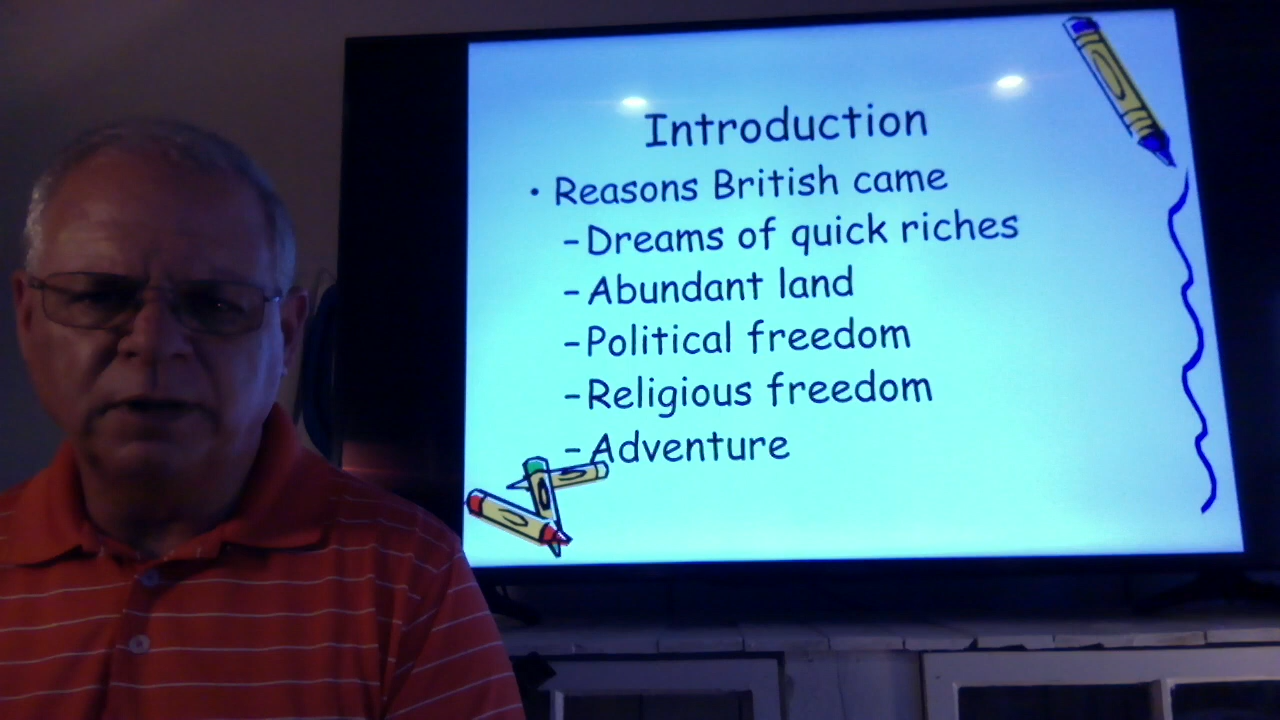 Introduction
• Reasons British came
– Dreams of quick riches
– Abundant land
– Political freedom
– Religious freedom
– Adventure